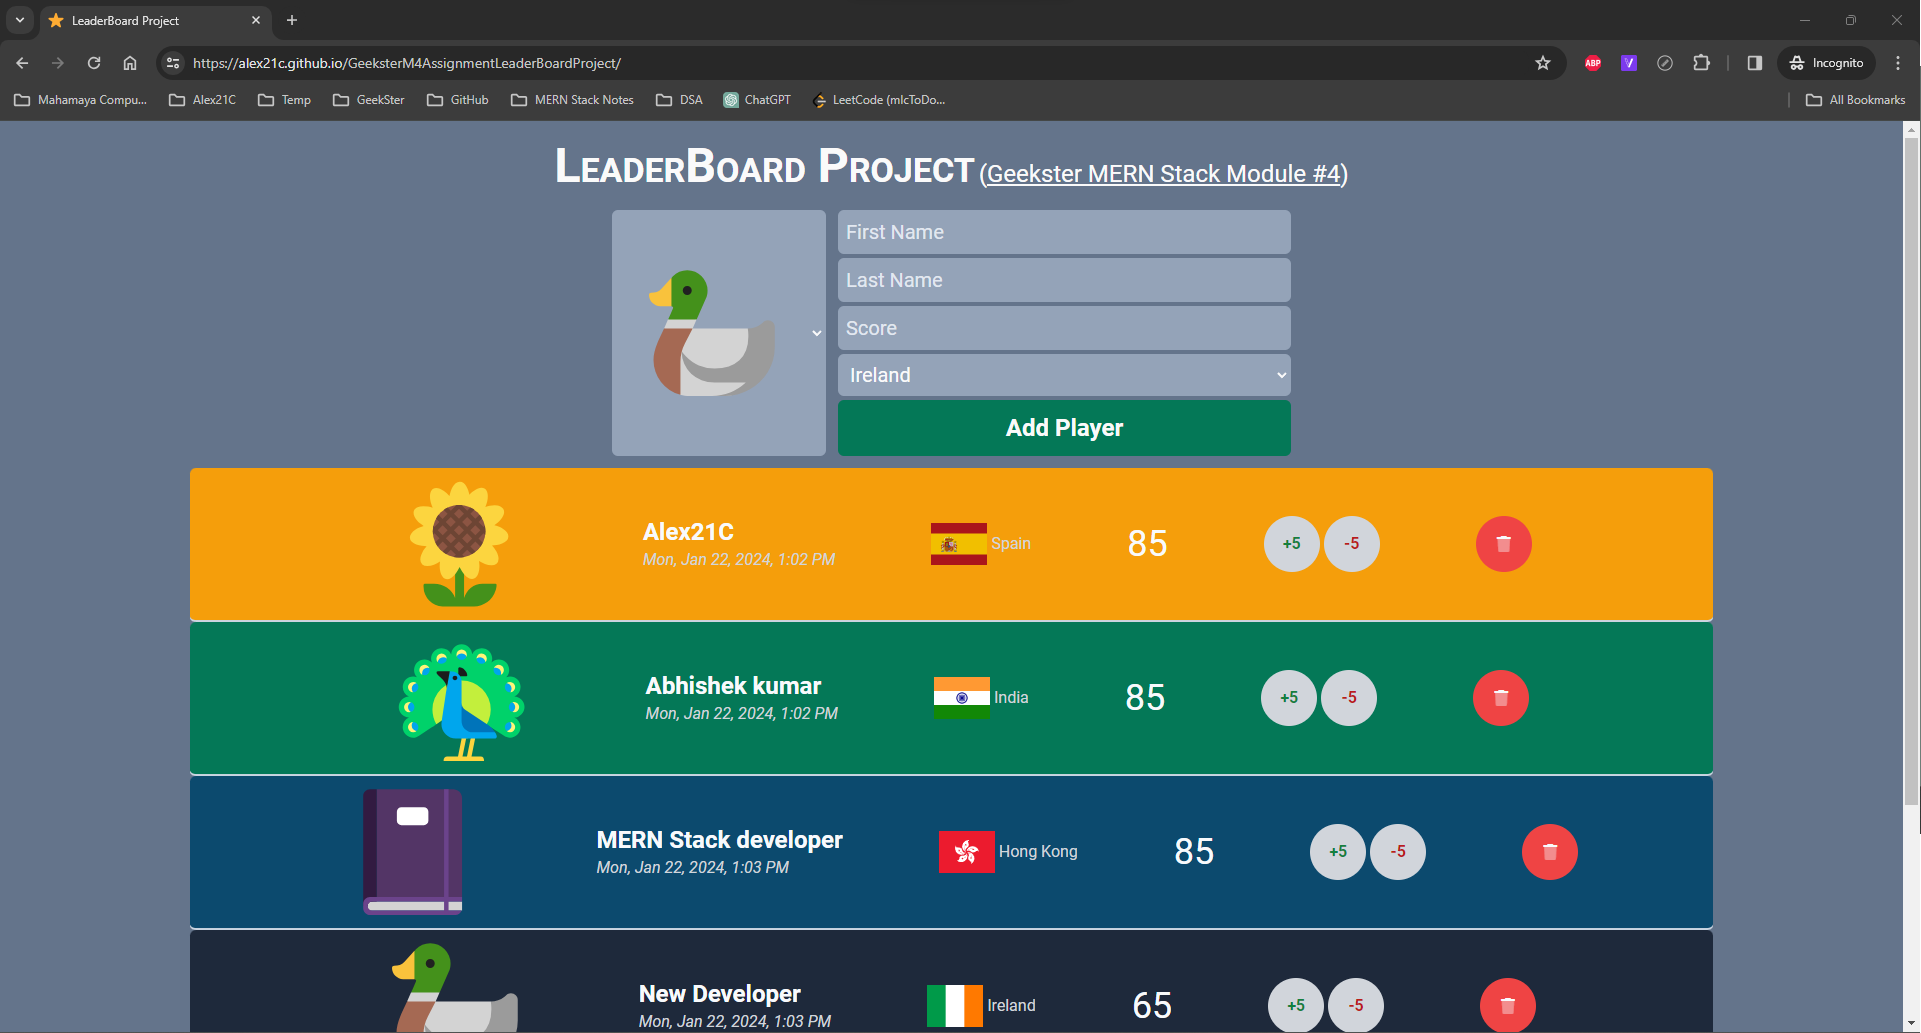 LeaderBoard Project
https://alex21c.github.io/GeeksterM4AssignmentLeaderBoardProject/
ABP
Incognito
Mahamaya Compu... Alex21C Temp GeekSter GitHub MERN Stack Notes DSA ChatGPT LeetCode (mIcToDo... All Bookmarks
LEADERBOARD PROJECT (Geekster MERN Stack Module #4)
First Name
Last Name
Score
Ireland
Add Player
Alex21C
Mon, Jan 22, 2024, 1:02 PM
Spain 85 +5 -5
Abhishek kumar
Mon, Jan 22, 2024, 1:02 PM
India 85 +5 -5
MERN Stack developer
Mon, Jan 22, 2024, 1:03 PM
Hong Kong 85 +5 -5
New Developer
Mon, Jan 22, 2024, 1:03 PM
Ireland 65 +5 -5